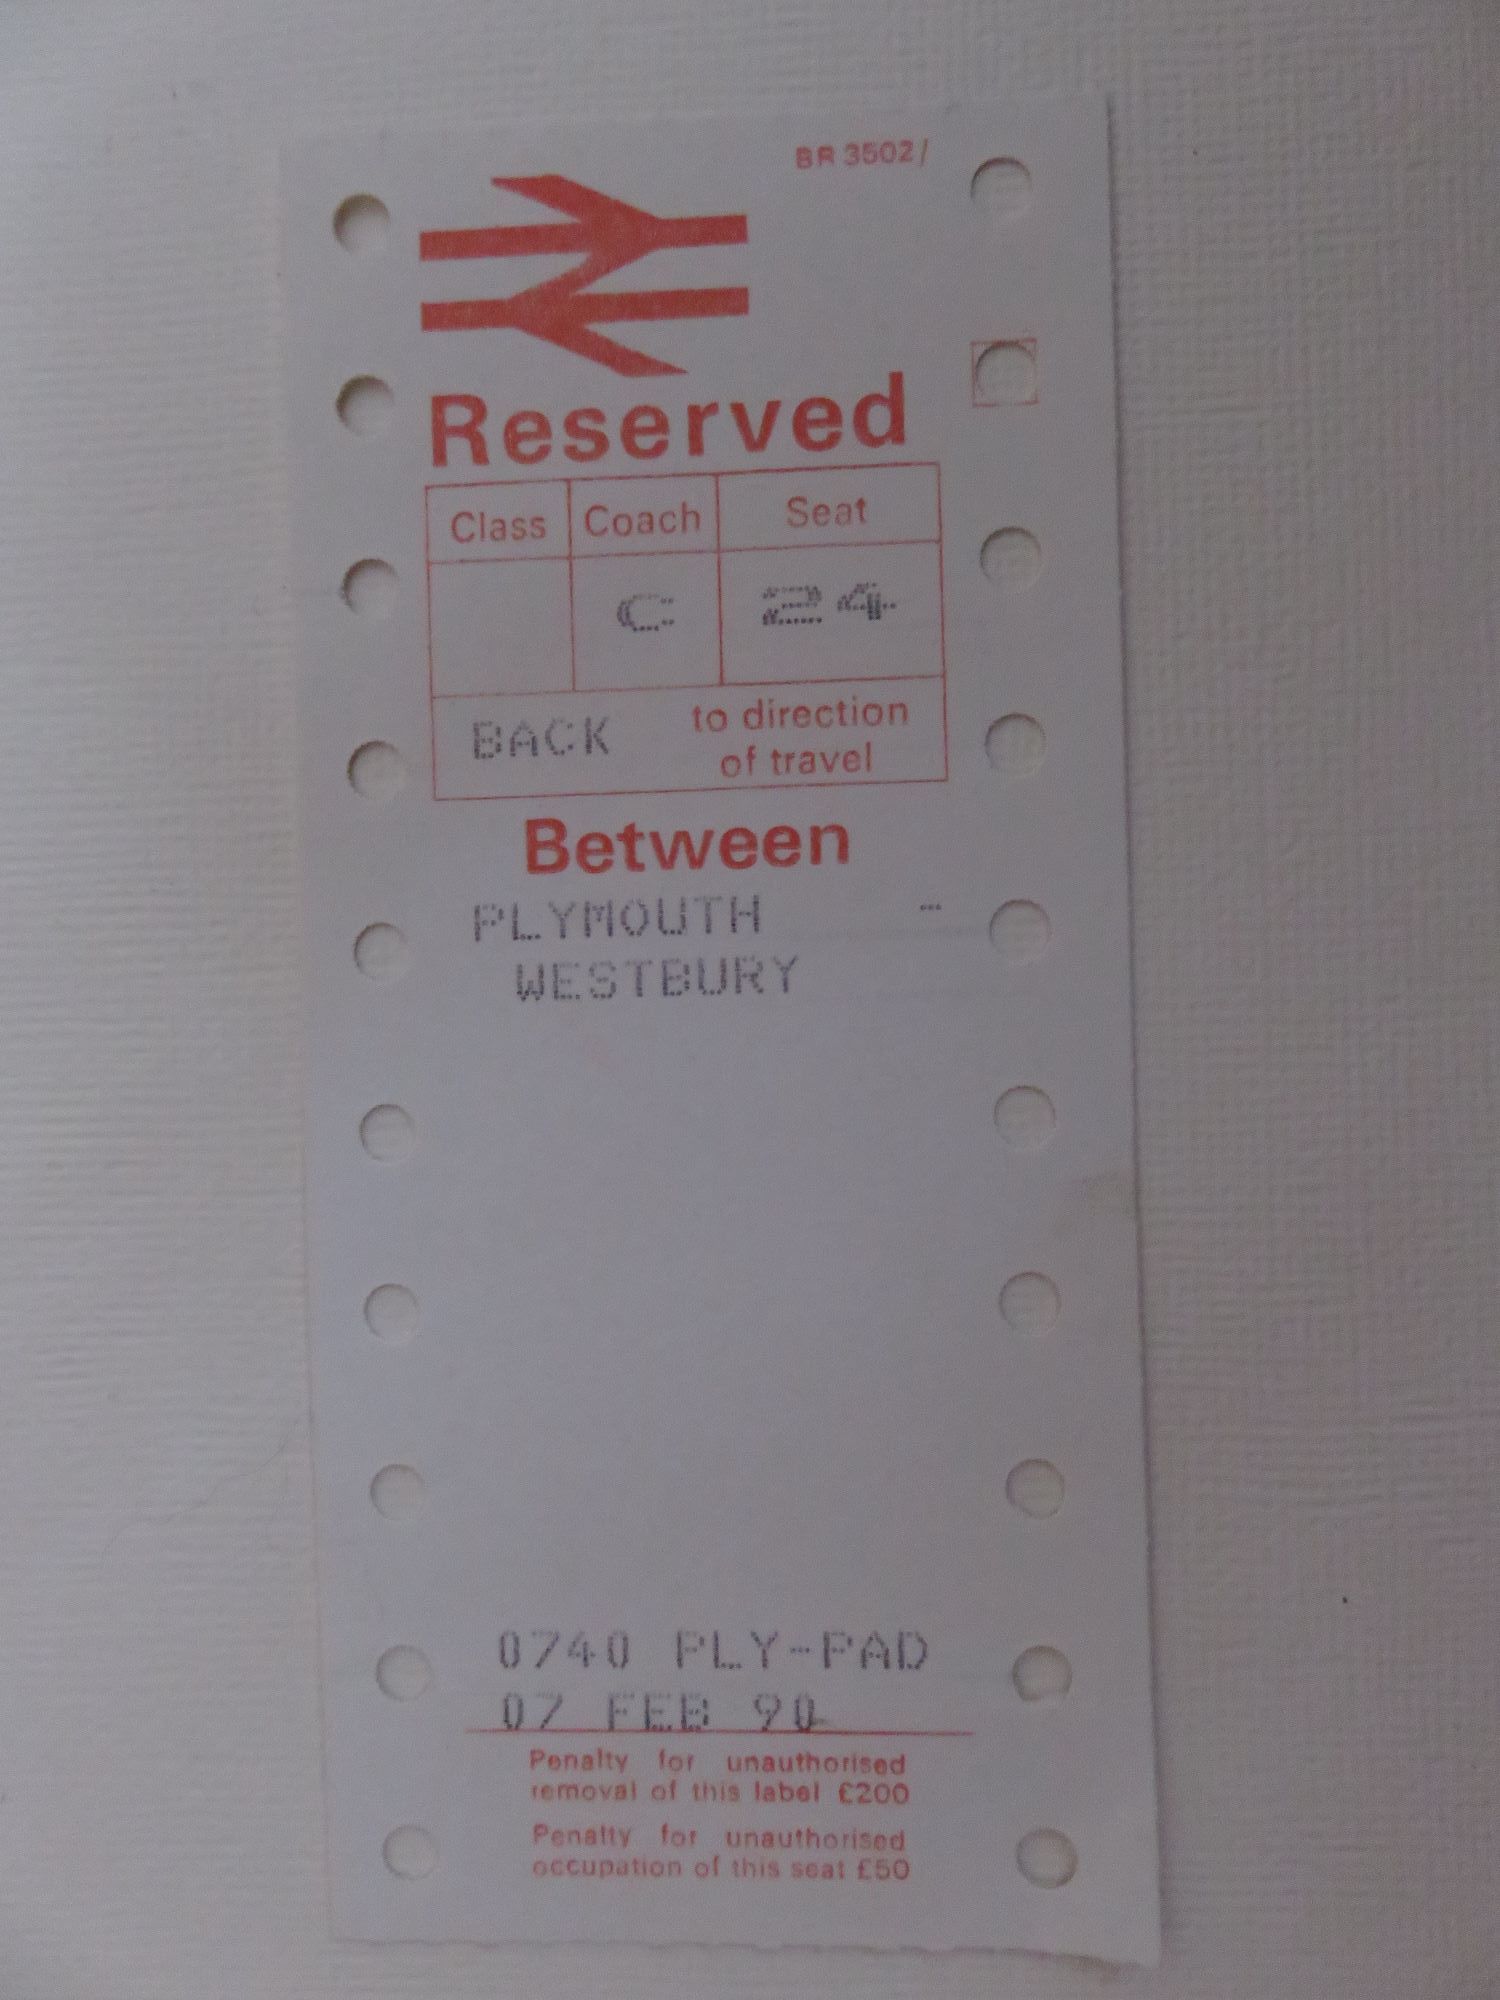 BR 3502/
Reserved
Class Coach Seat
C 24
BACK to direction
of travel
Between
PLYMOUTH -
WESTBURY
0740 PLY-PAD
07 FEB 90
Penalty for unauthorised
removal of this label £200
Penalty for unauthorised
occupation of this seat £50